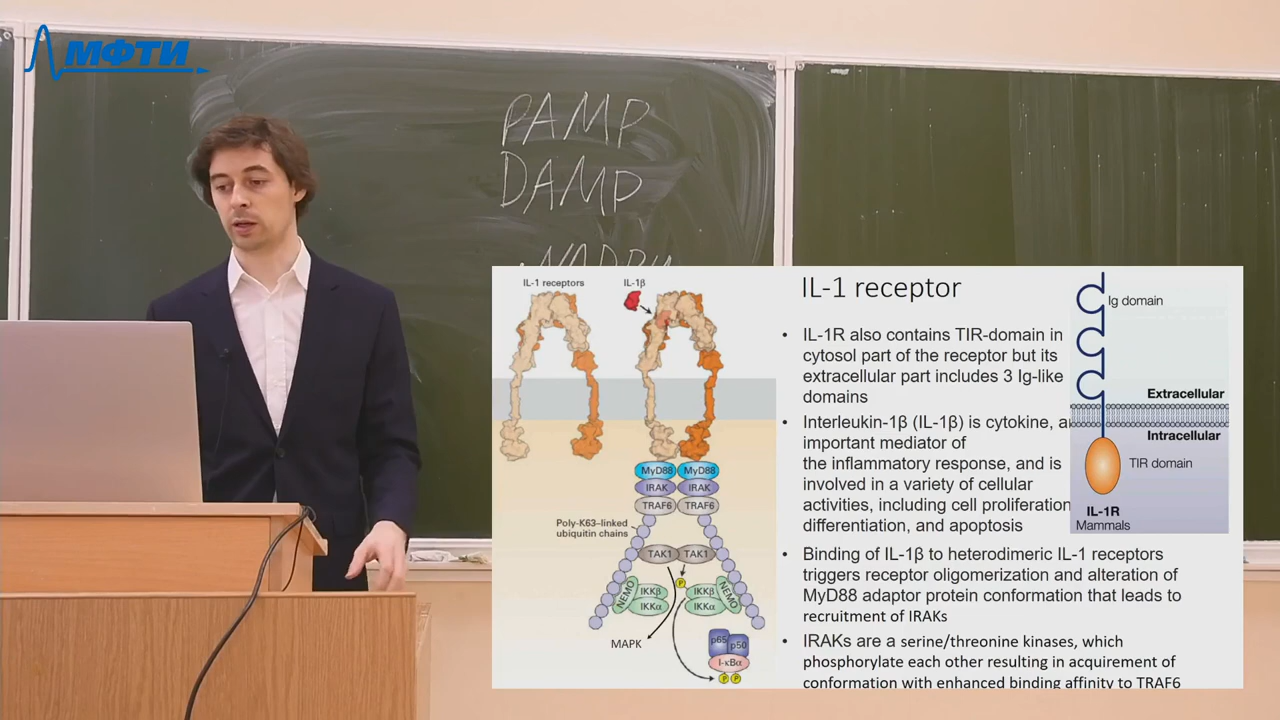 МФТИ
PAMP
DAMP
IL-1 receptors
IL-1β
MyD88 MyD88
IRAK IRAK
TRAF6 TRAF6
Poly-K63–linked
ubiquitin chains
TAK1 TAK1
P
NEMO IKKβ IKKβ NEMO
IKKα IKKα
MAPK
p65 p50
I-κBα
P P
IL-1 receptor
• IL-1R also contains TIR-domain in
cytosol part of the receptor but its
extracellular part includes 3 Ig-like
domains
• Interleukin-1β (IL-1β) is cytokine,
important mediator of
the inflammatory response, and is
involved in a variety of cellular
activities, including cell proliferation
differentiation, and apoptosis
• Binding of IL-1β to heterodimeric IL-1 receptors
triggers receptor oligomerization and alteration of
MyD88 adaptor protein conformation that leads to
recruitment of IRAKs
• IRAKs are a serine/threonine kinases, which
phosphorylate each other resulting in acquirement of
conformation with enhanced binding affinity to TRAF6
Ig domain
Extracellular
Intracellular
TIR domain
IL-1R
Mammals